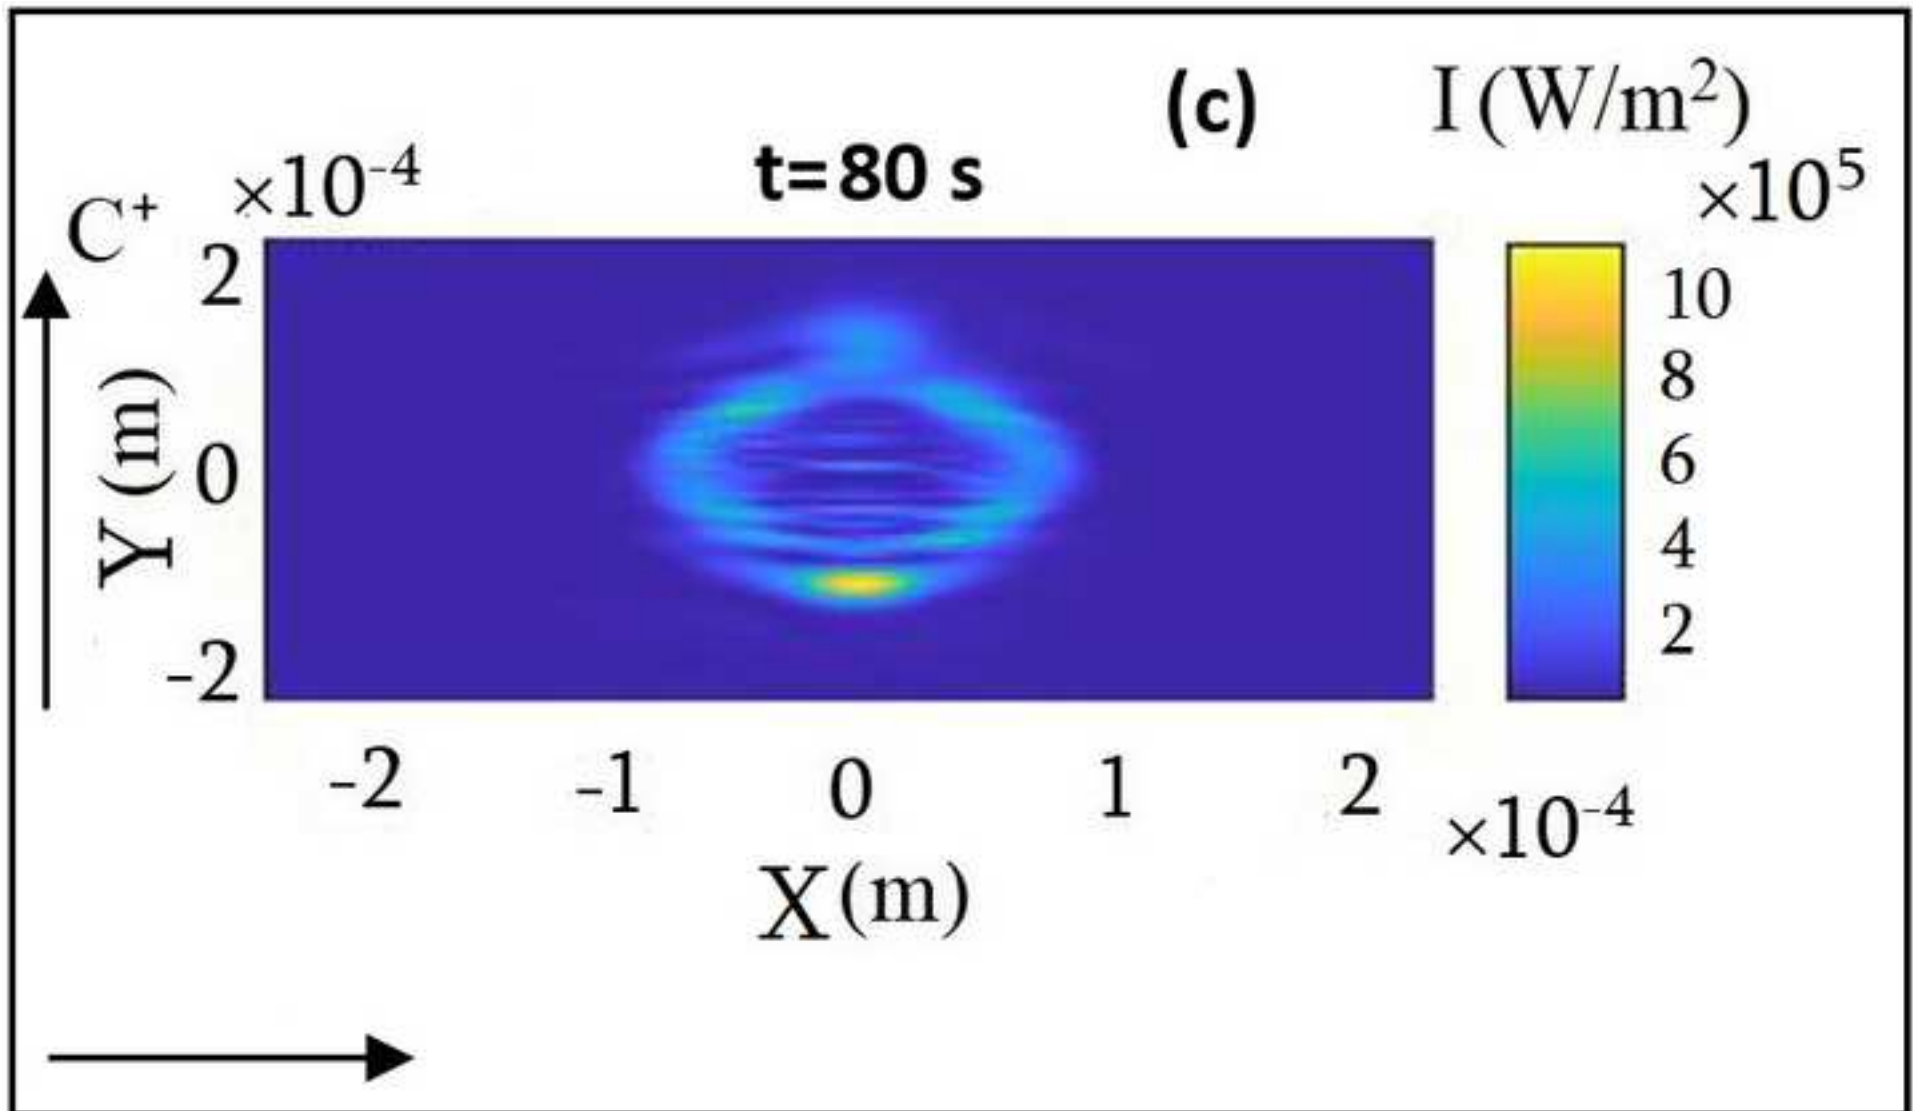 (c)
I (W/m²)
t=80 s
×10⁻⁴
×10⁵
C⁺
Y (m)
2
0
-2
10
8
6
4
2
-2 -1 0 1 2
×10⁻⁴
X (m)